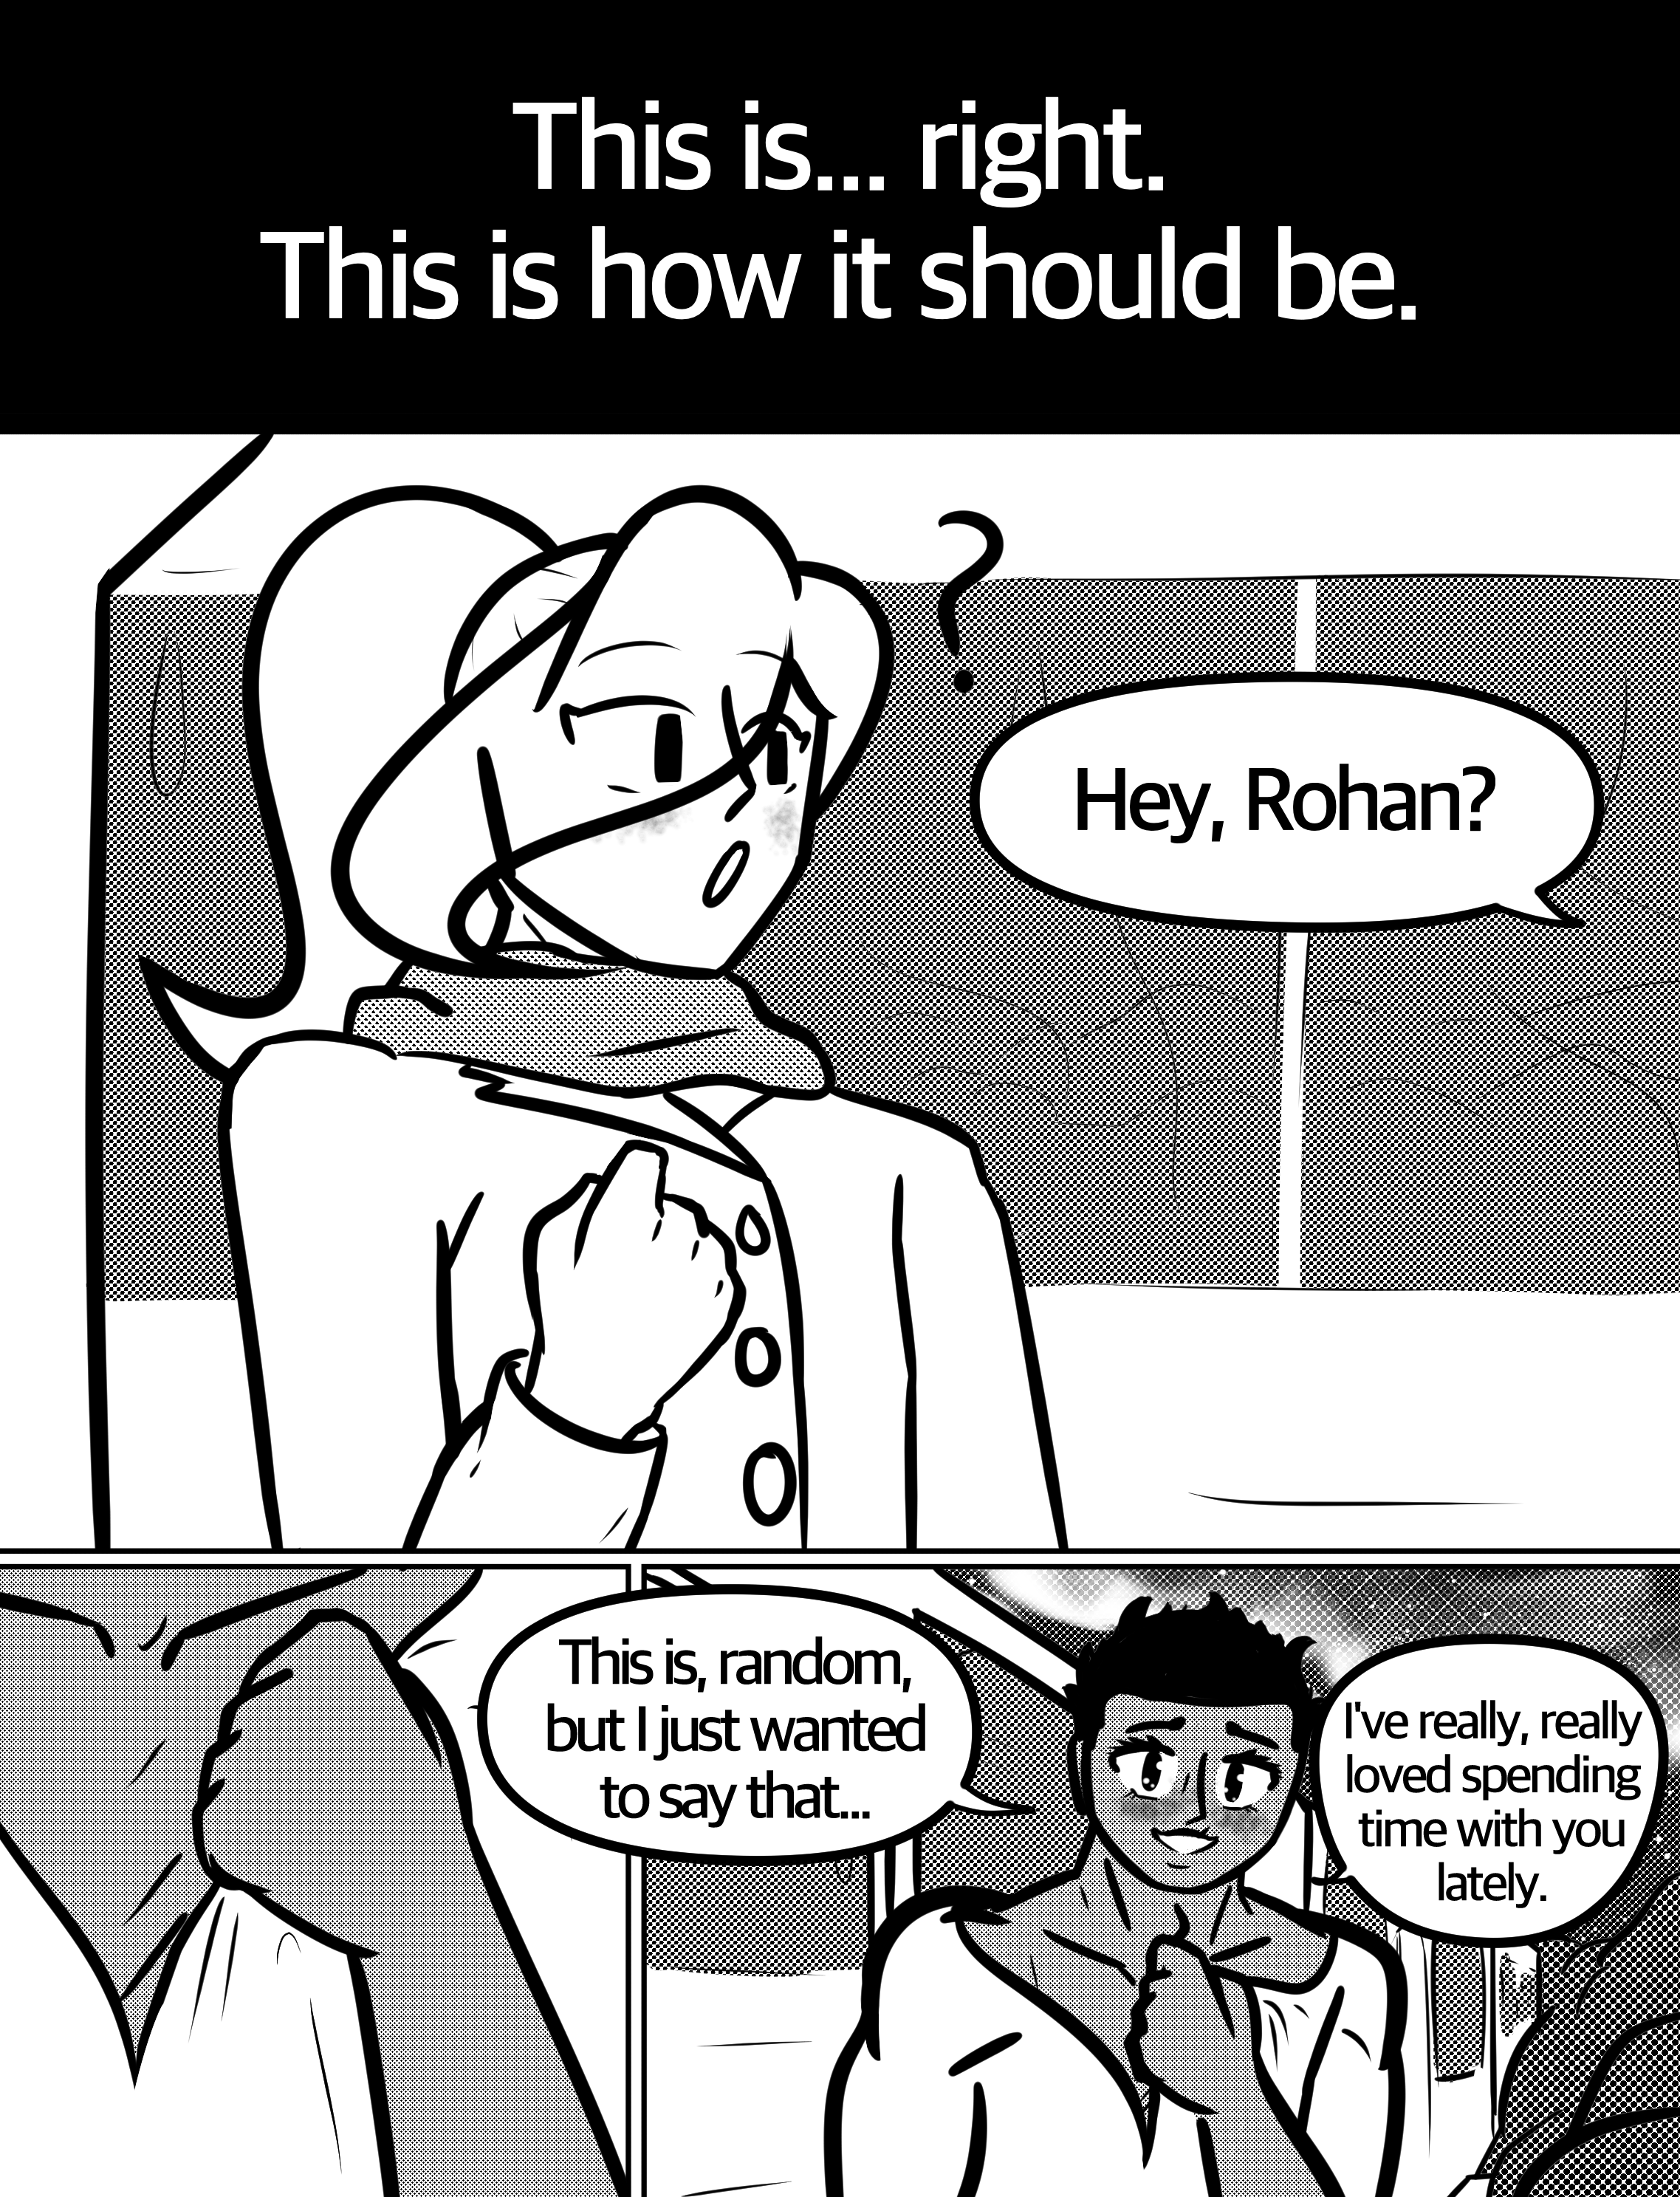 This is... right.
This is how it should be.
?
Hey, Rohan?
This is, random,
but I just wanted
to say that...
I've really, really
loved spending
time with you
lately.